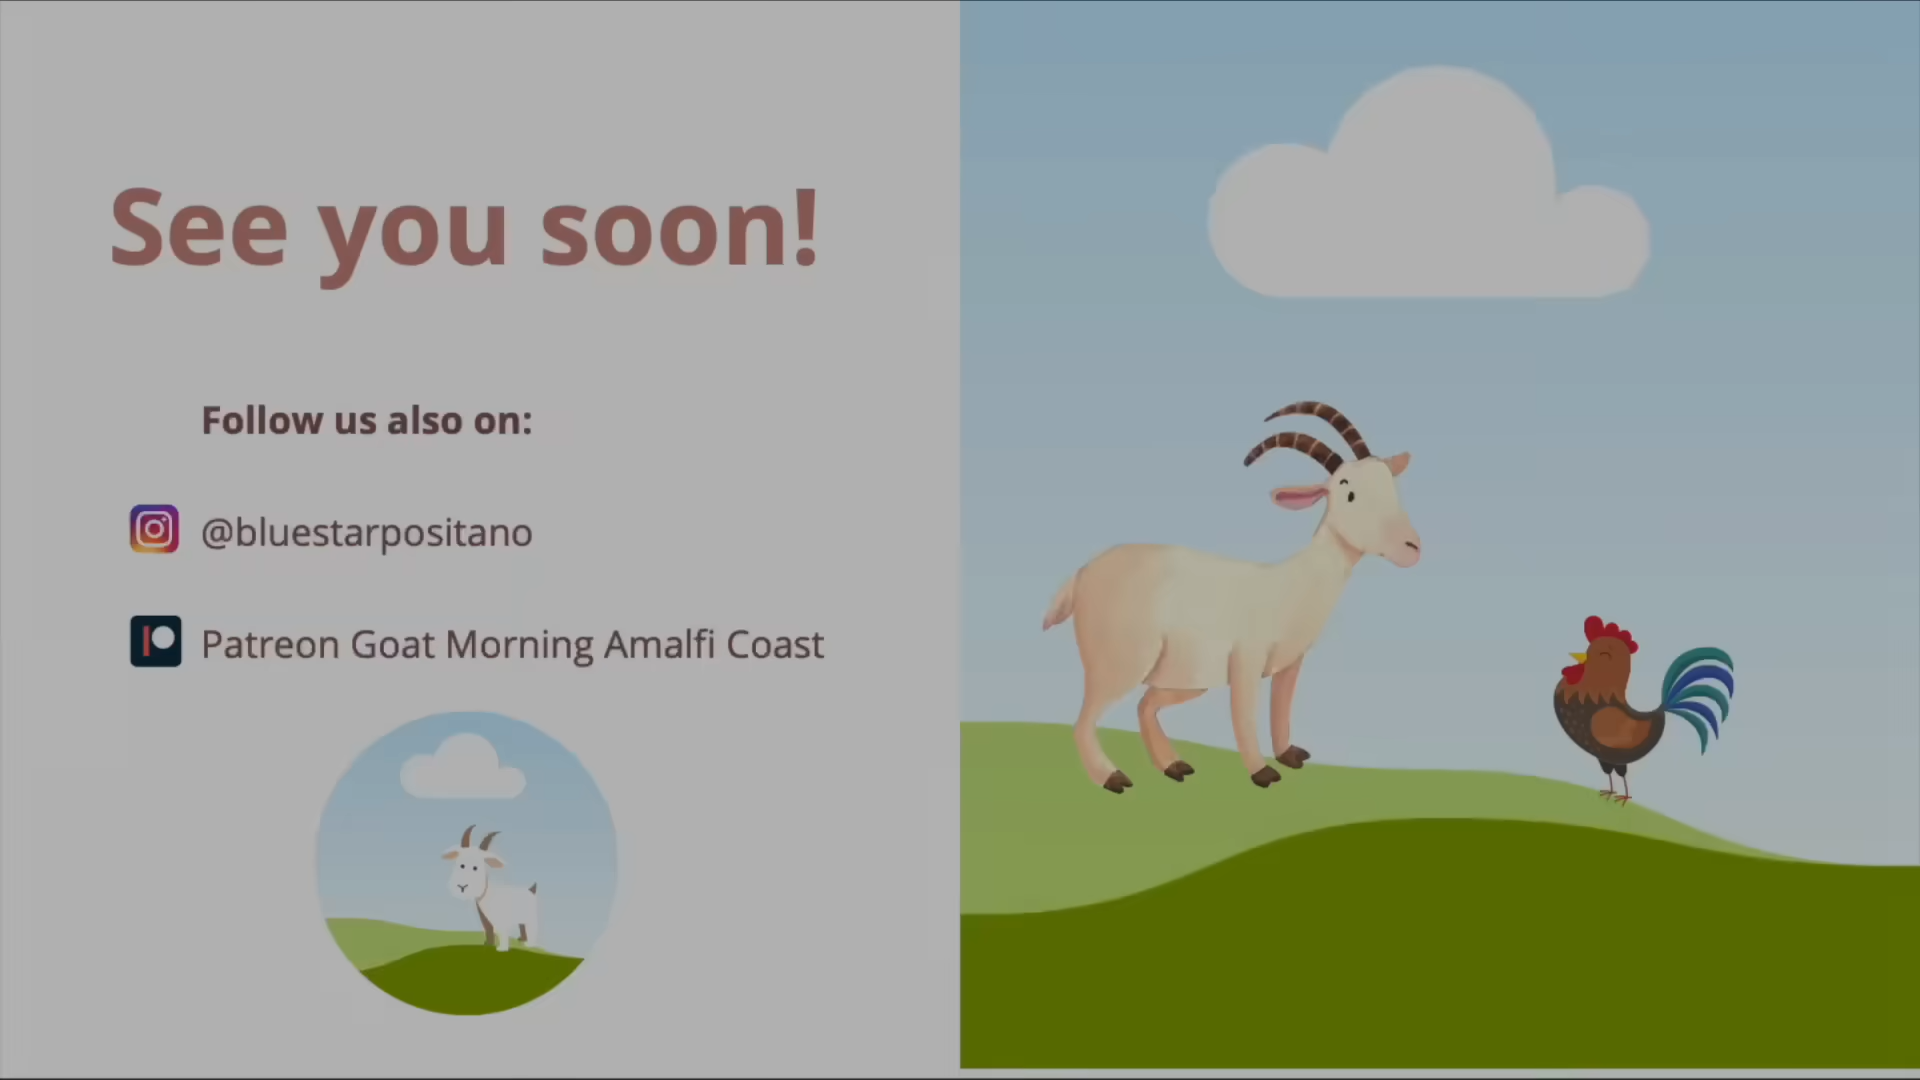 See you soon!
Follow us also on:
@bluestarpositano
Patreon Goat Morning Amalfi Coast